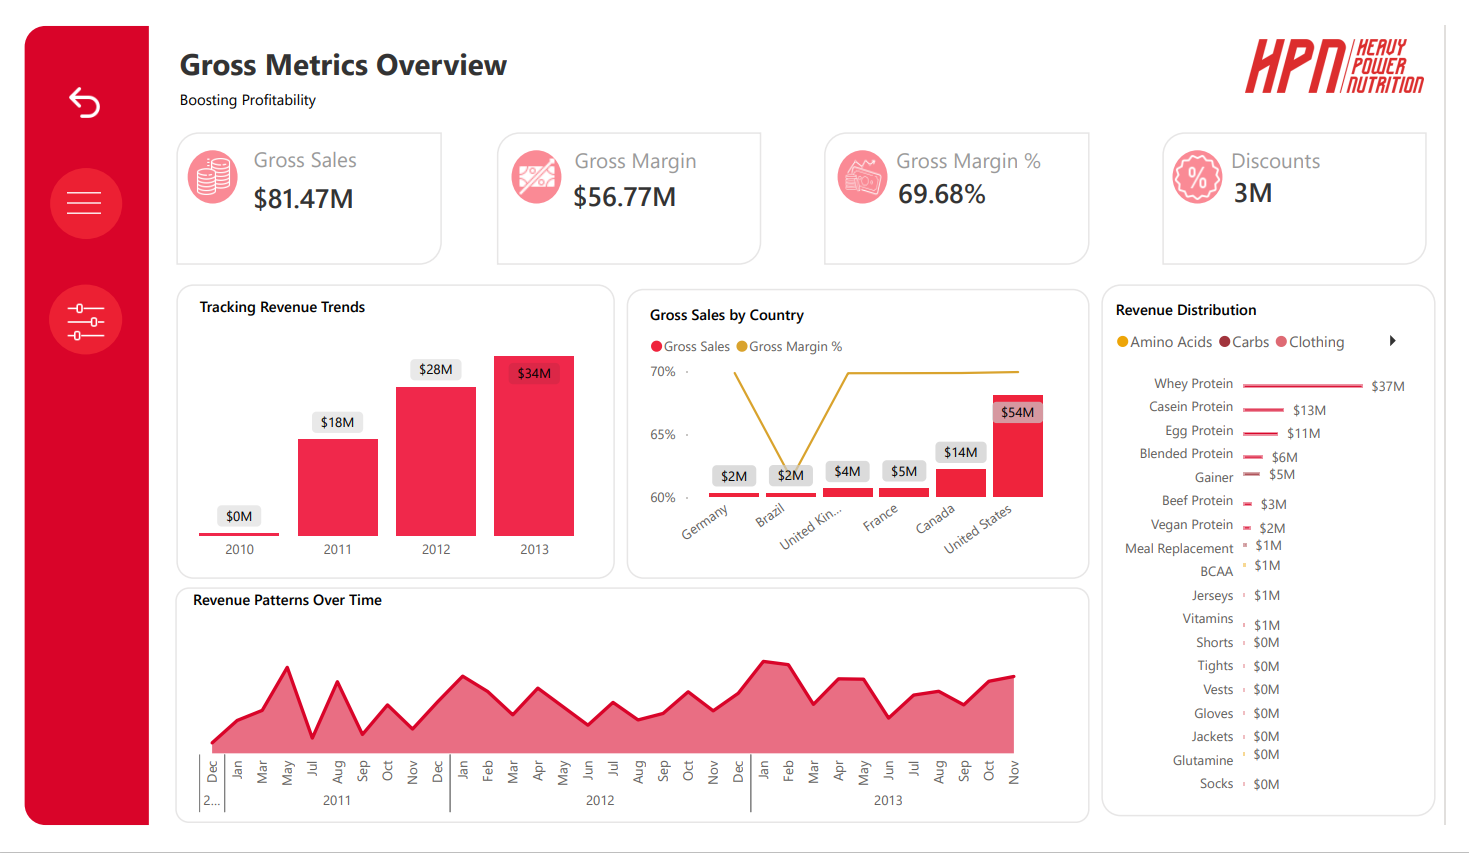 Gross Metrics Overview
Boosting Profitability
HPN HEAVY
POWER
NUTRITION
Gross Sales
$81.47M
Gross Margin
$56.77M
Gross Margin %
69.68%
%
Discounts
3M
Tracking Revenue Trends
$0M
$18M
$28M
$34M
2010 2011 2012 2013
Gross Sales by Country
Gross Sales Gross Margin %
70%
65%
60%
$2M $2M $4M $5M $14M $54M
Germany Brazil United Kin... France Canada United States
Revenue Distribution
Amino Acids Carbs Clothing
Whey Protein $37M
Casein Protein $13M
Egg Protein $11M
Blended Protein $6M
Gainer $5M
Beef Protein $3M
Vegan Protein $2M
Meal Replacement $1M
BCAA $1M
Jerseys $1M
Vitamins $1M
Shorts $0M
Tights $0M
Vests $0M
Gloves $0M
Jackets $0M
Glutamine $0M
Socks $0M
Revenue Patterns Over Time
Dec Jan Mar May Jul Aug Sep Oct Nov Dec Jan Feb Mar Apr May Jun Jul Aug Sep Oct Nov Dec Jan Feb Mar Apr May Jun Jul Aug Sep Oct Nov
2... 2011 2012 2013